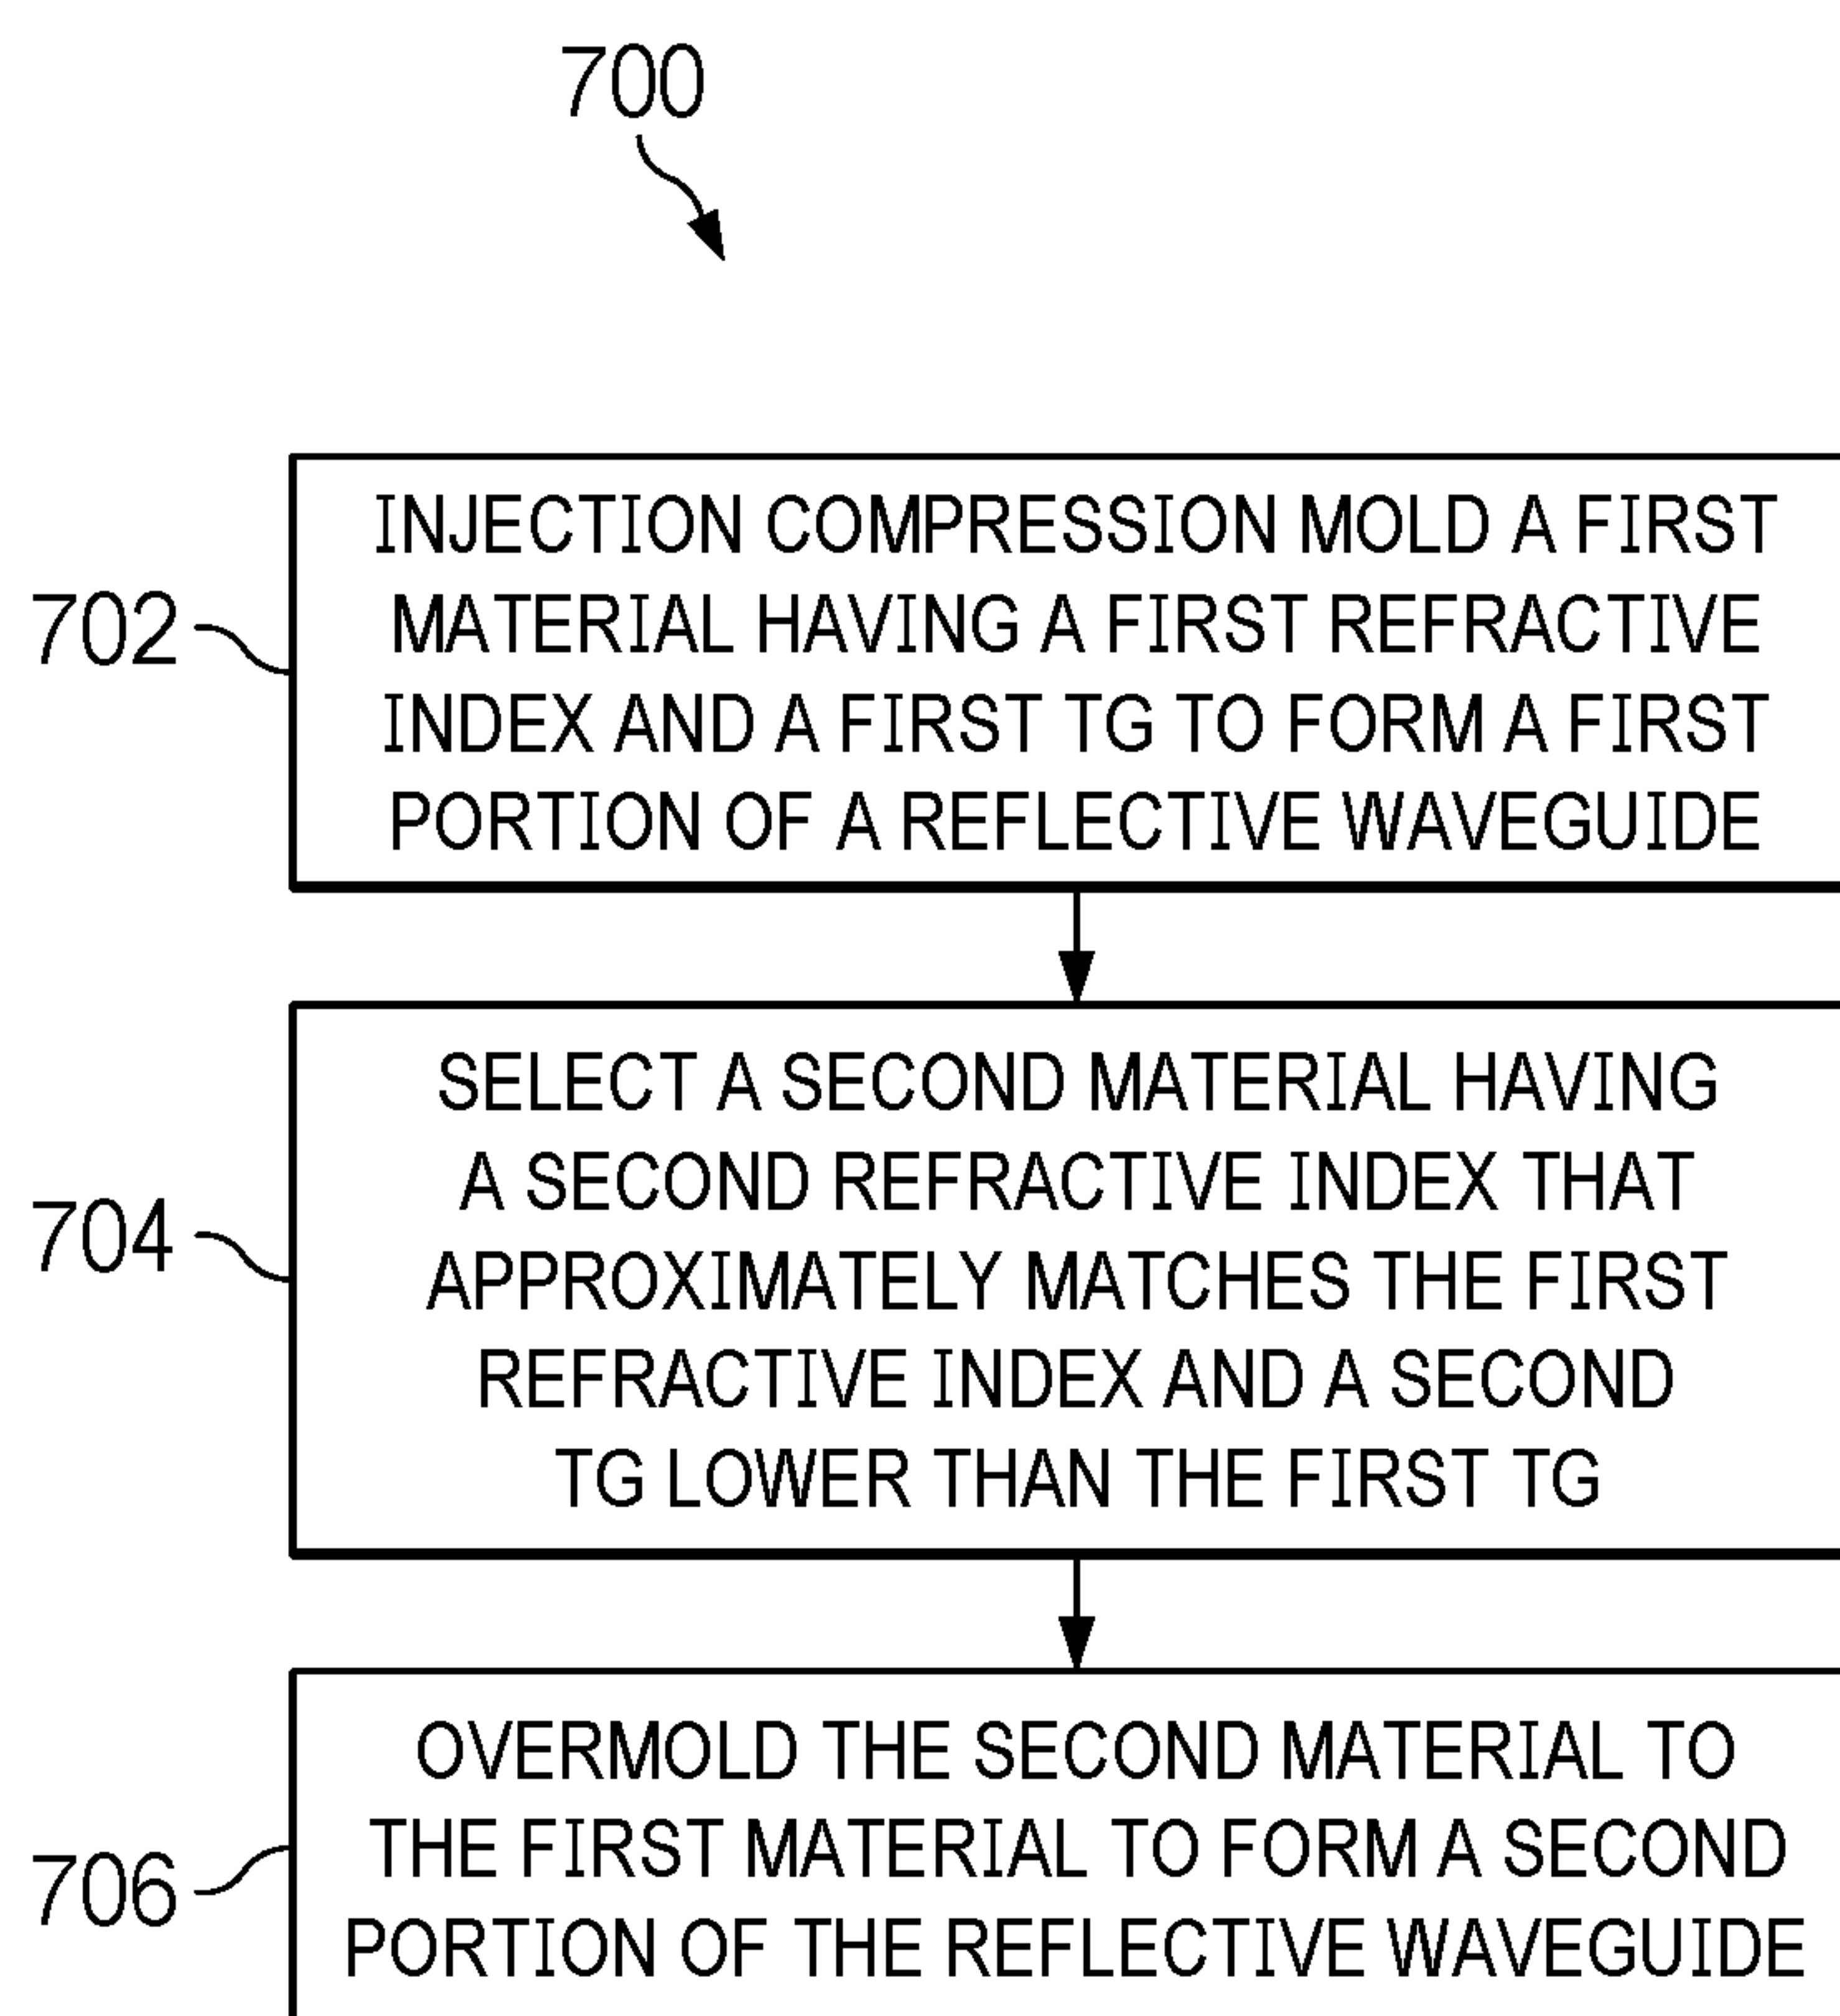 700
702
INJECTION COMPRESSION MOLD A FIRST
MATERIAL HAVING A FIRST REFRACTIVE
INDEX AND A FIRST TG TO FORM A FIRST
PORTION OF A REFLECTIVE WAVEGUIDE
704
SELECT A SECOND MATERIAL HAVING
A SECOND REFRACTIVE INDEX THAT
APPROXIMATELY MATCHES THE FIRST
REFRACTIVE INDEX AND A SECOND
TG LOWER THAN THE FIRST TG
706
OVERMOLD THE SECOND MATERIAL TO
THE FIRST MATERIAL TO FORM A SECOND
PORTION OF THE REFLECTIVE WAVEGUIDE